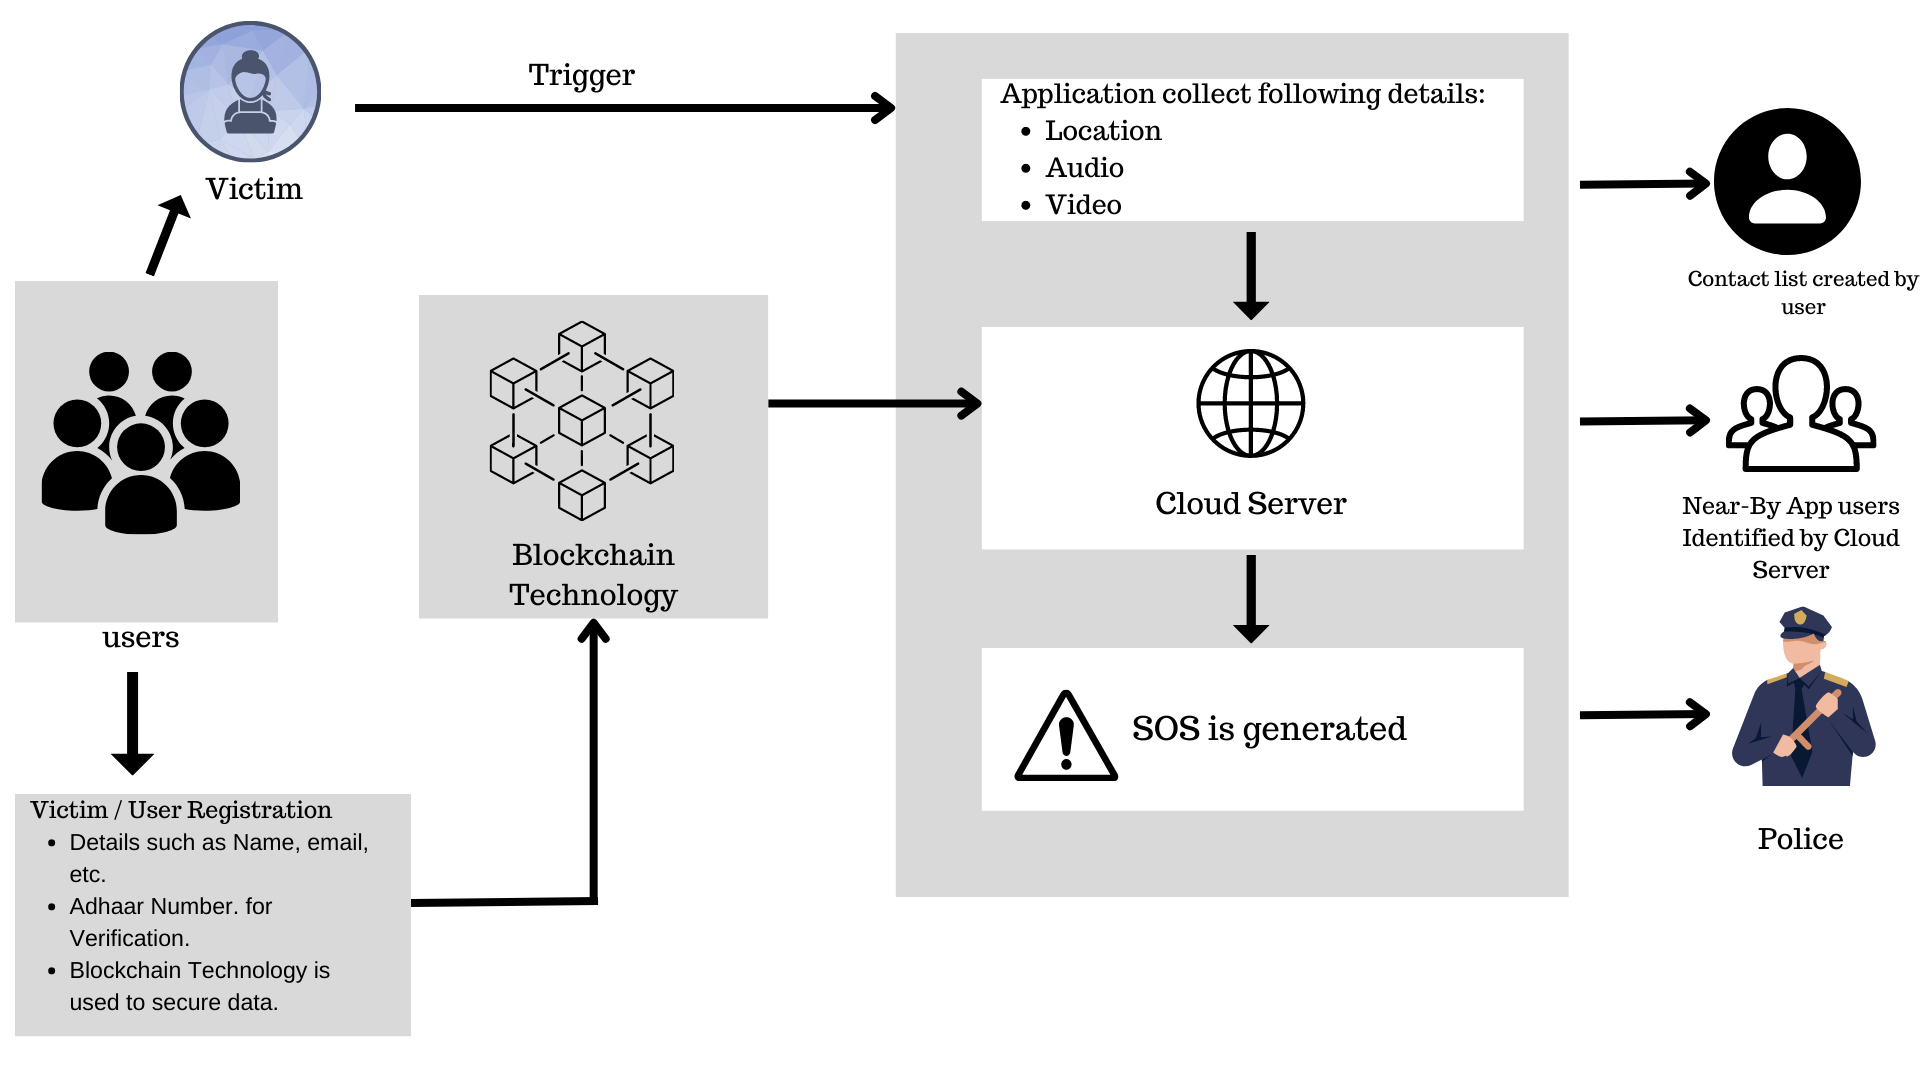 Trigger
Victim
users
Victim / User Registration
• Details such as Name, email,
etc.
• Adhaar Number. for
Verification.
• Blockchain Technology is
used to secure data.
Blockchain
Technology
Application collect following details:
• Location
• Audio
• Video
Cloud Server
SOS is generated
Contact list created by
user
Near-By App users
Identified by Cloud
Server
Police